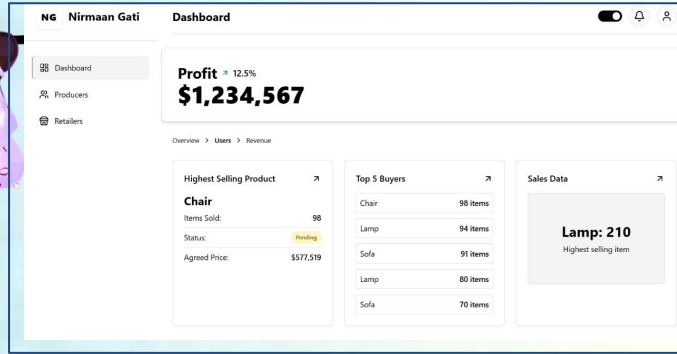 NG Nirmaan Gati
Dashboard
Dashboard
Producers
Retailers
Profit 12.5%
$1,234,567
Overview > Users > Revenue
Highest Selling Product
Chair
Items Sold: 98
Status: Pending
Agreed Price: $577,519
Top 5 Buyers
Chair 98 items
Lamp 94 items
Sofa 91 items
Lamp 80 items
Sofa 70 items
Sales Data
Lamp: 210
Highest selling item